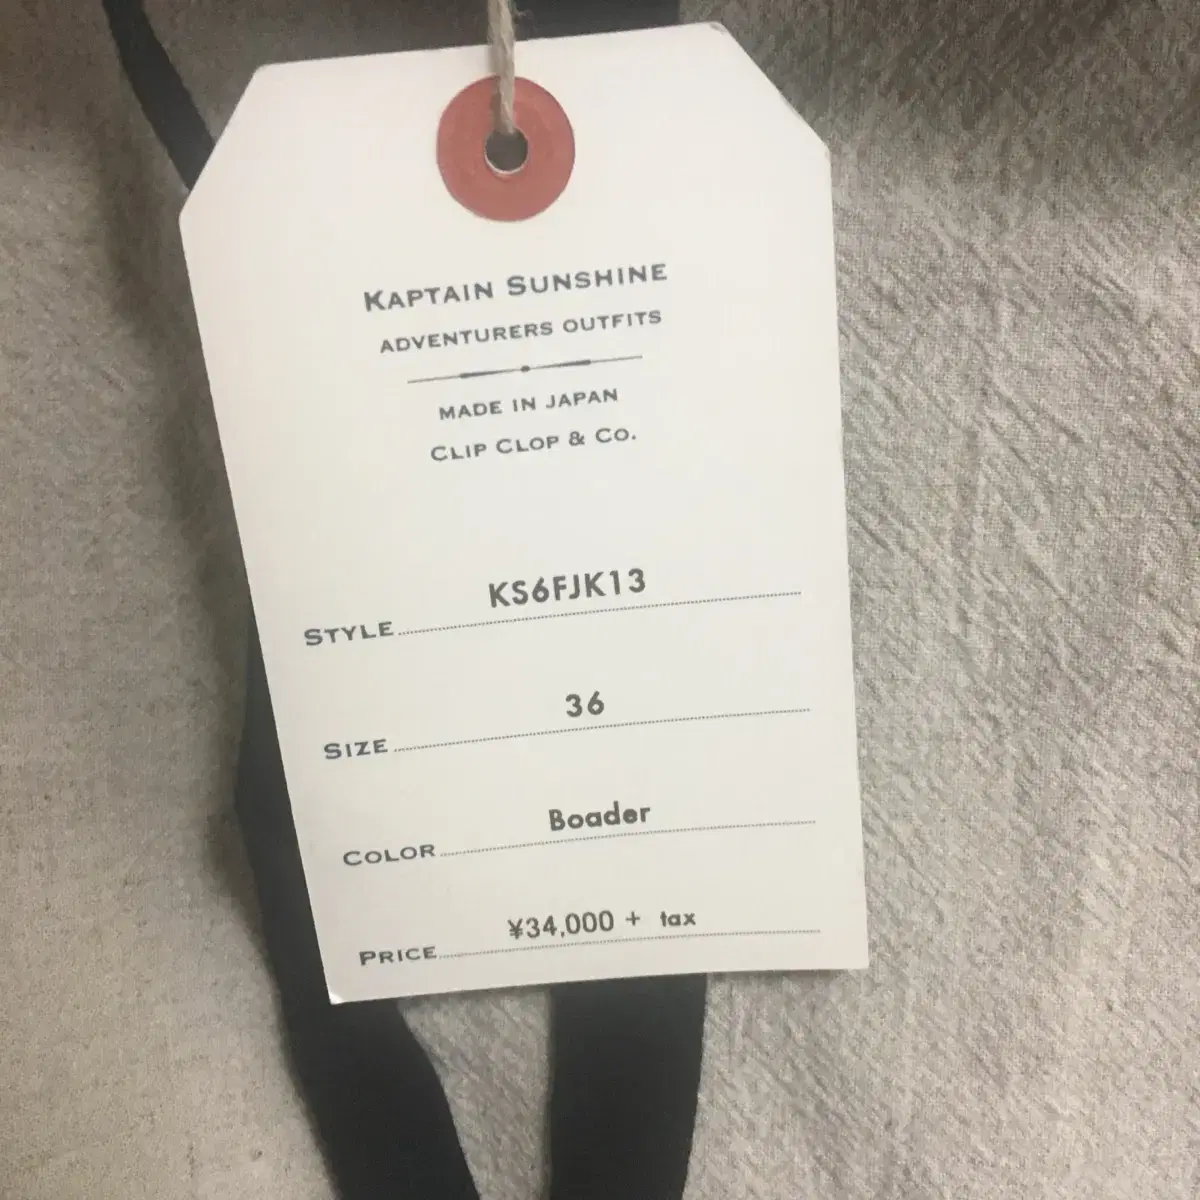 KAPTAIN SUNSHINE
ADVENTURERS OUTFITS
MADE IN JAPAN
CLIP CLOP & CO.
STYLE KS6FJK13
SIZE 36
COLOR Boader
PRICE ¥34,000 + tax